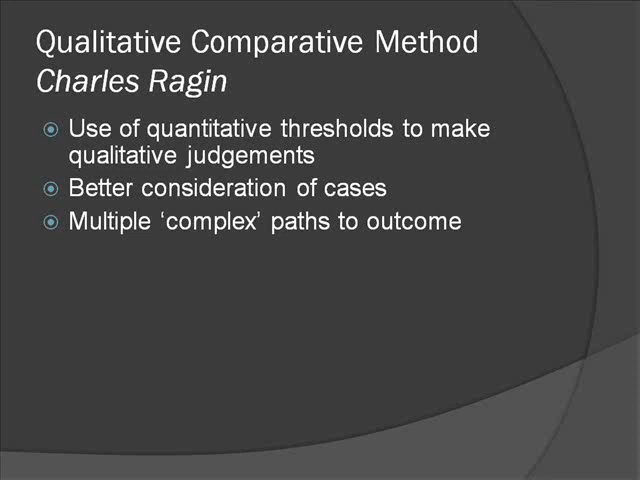 Qualitative Comparative Method
Charles Ragin
Use of quantitative thresholds to make
qualitative judgements
Better consideration of cases
Multiple ‘complex’ paths to outcome